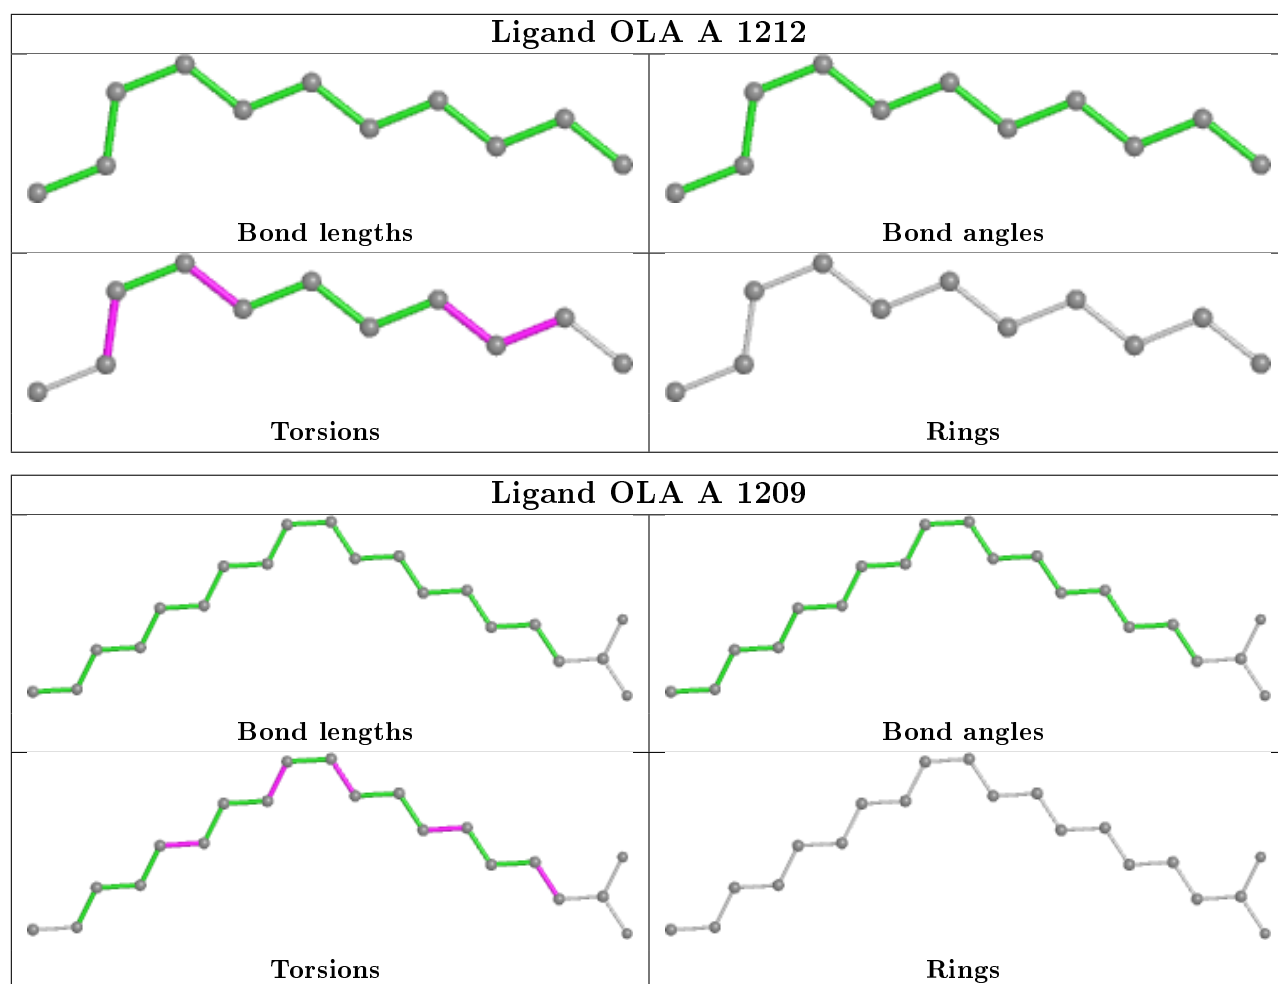 Ligand OLA A 1212
Bond lengths
Bond angles
Torsions
Rings
Ligand OLA A 1209
Bond lengths
Bond angles
Torsions
Rings